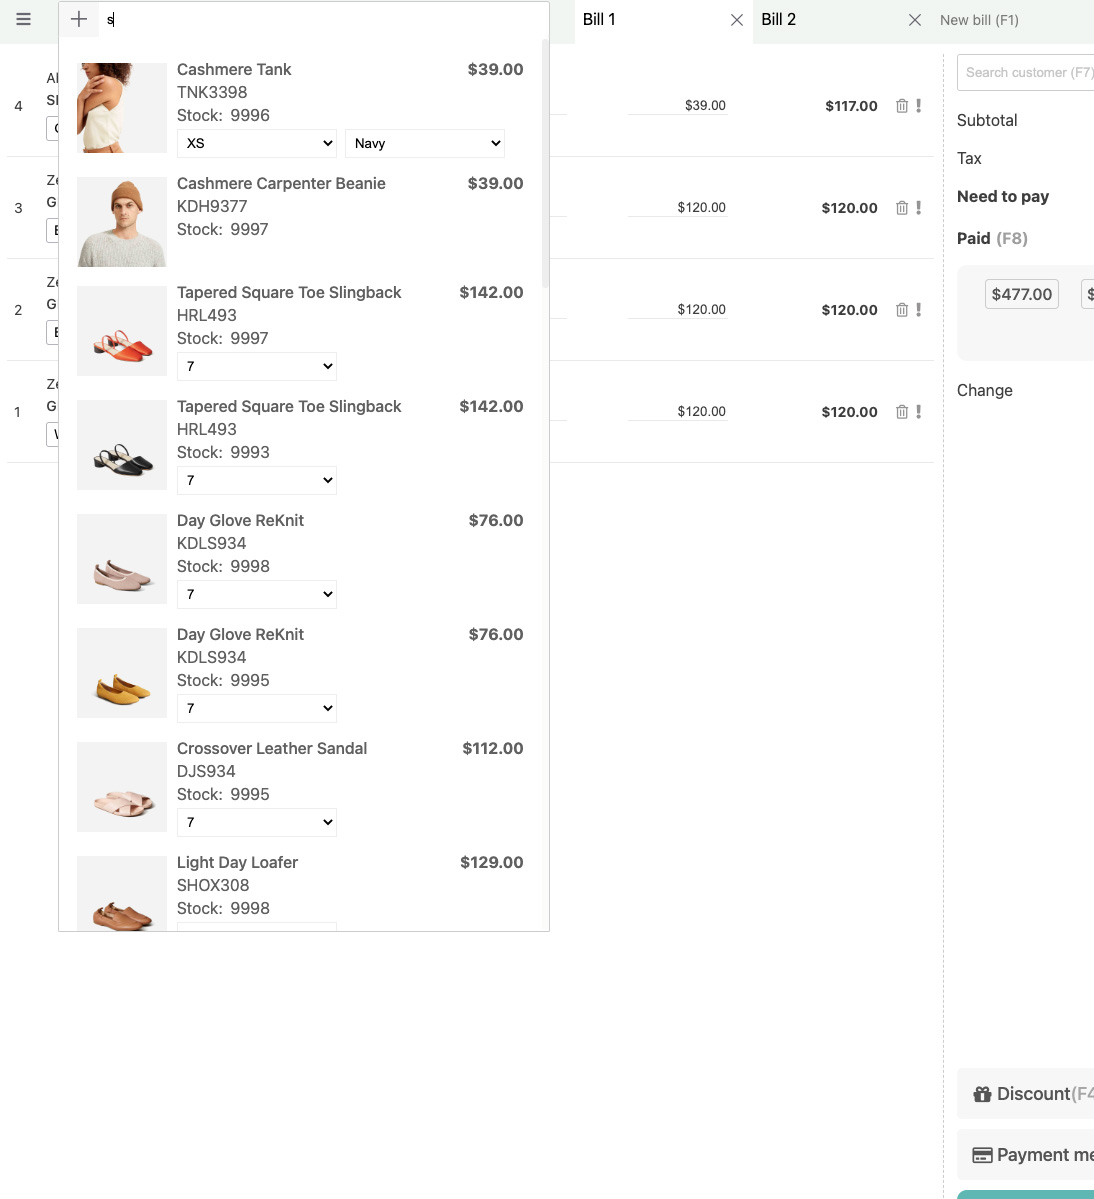 s
Bill 1
Bill 2
New bill (F1)
Cashmere Tank
$39.00
TNK3398
Stock: 9996
XS
Navy
Cashmere Carpenter Beanie
$39.00
KDH9377
Stock: 9997
Tapered Square Toe Slingback
$142.00
HRL493
Stock: 9997
7
Tapered Square Toe Slingback
$142.00
HRL493
Stock: 9993
7
Day Glove ReKnit
$76.00
KDLS934
Stock: 9998
7
Day Glove ReKnit
$76.00
KDLS934
Stock: 9995
7
Crossover Leather Sandal
$112.00
DJS934
Stock: 9995
7
Light Day Loafer
$129.00
SHOX308
Stock: 9998
4
$39.00
$117.00
3
$120.00
$120.00
2
$120.00
$120.00
1
$120.00
$120.00
Search customer (F7)
Subtotal
Tax
Need to pay
Paid (F8)
$477.00
$
Change
Discount(F4
Payment me